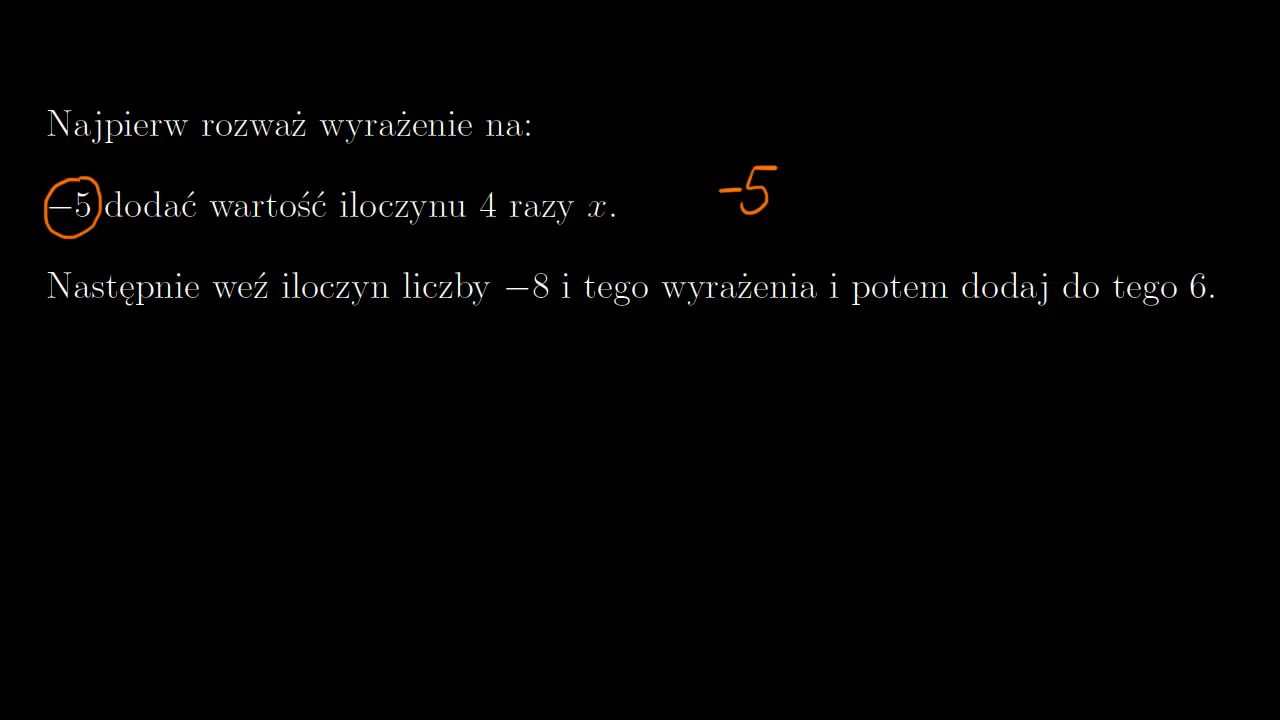 Najpierw rozważ wyrażenie na:
−5 dodać wartość iloczynu 4 razy x. -5
Następnie weź iloczyn liczby −8 i tego wyrażenia i potem dodaj do tego 6.